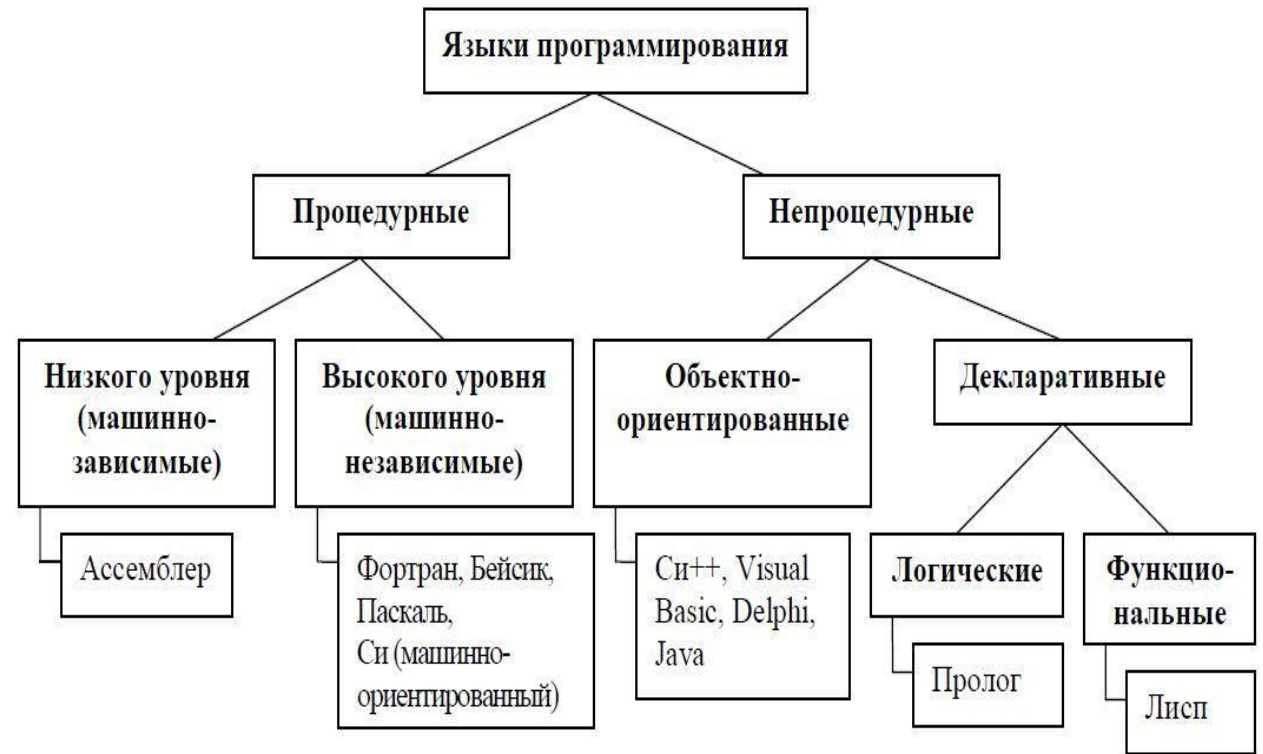 Языки программирования
Процедурные
Непроцедурные
Низкого уровня
(машинно-
зависимые)
Высокого уровня
(машинно-
независимые)
Объектно-
ориентированные
Декларативные
Ассемблер
Фортран, Бейсик,
Паскаль,
Си (машинно-
ориентированный)
Си++, Visual
Basic, Delphi,
Java
Логические
Функцио-
нальные
Пролог
Лисп